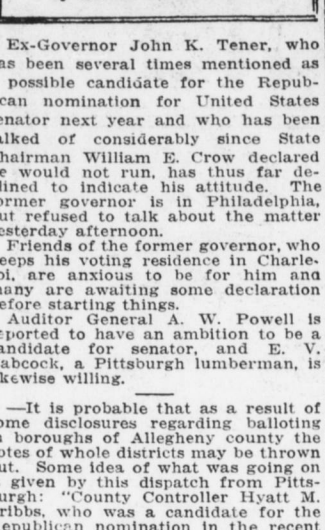 Ex-Governor John K. Tener, who
as been several times mentioned as
possible candidate for the Repub-
can nomination for United States
enator next year and who has been
alked of considerably since State
hairman William E. Crow declared
e would not run, has thus far de-
lined to indicate his attitude. The
ormer governor is in Philadelphia,
ut refused to talk about the matter
esterday afternoon.
Friends of the former governor, who
eeps his voting residence in Charle-
oi, are anxious to be for him and
any are awaiting some declaration
efore starting things.
Auditor General A. W. Powell is
eported to have an ambition to be a
andidate for senator, and E. V.
abcock, a Pittsburgh lumberman, is
kewise willing.
—It is probable that as a result of
ome disclosures regarding balloting
n boroughs of Allegheny county the
otes of whole districts may be thrown
ut. Some idea of what was going on
given by this dispatch from Pitts-
urgh: "County Controller Hyatt M.
ribbs, who was a candidate for the
epublican nomination in the recent